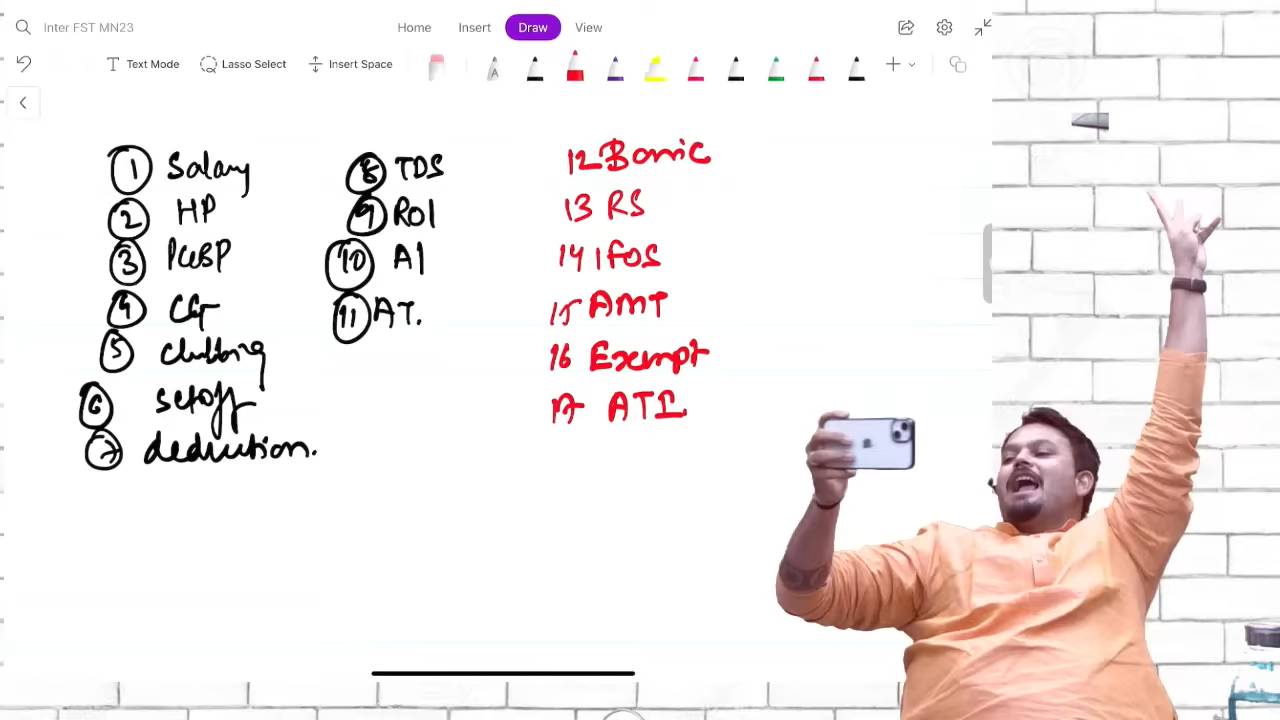 Inter FST MN23
Home Insert Draw View
Text Mode Lasso Select Insert Space
A
1 Salary
2 HP
3 PGBP
4 CG
5 clubbing
6 setoff
7 deduction.
8 TDS
9 ROI
10 AI
11 AT.
12 Basic
13 RS
14 IFOS
15 AMT
16 Exempt
17 ATI.